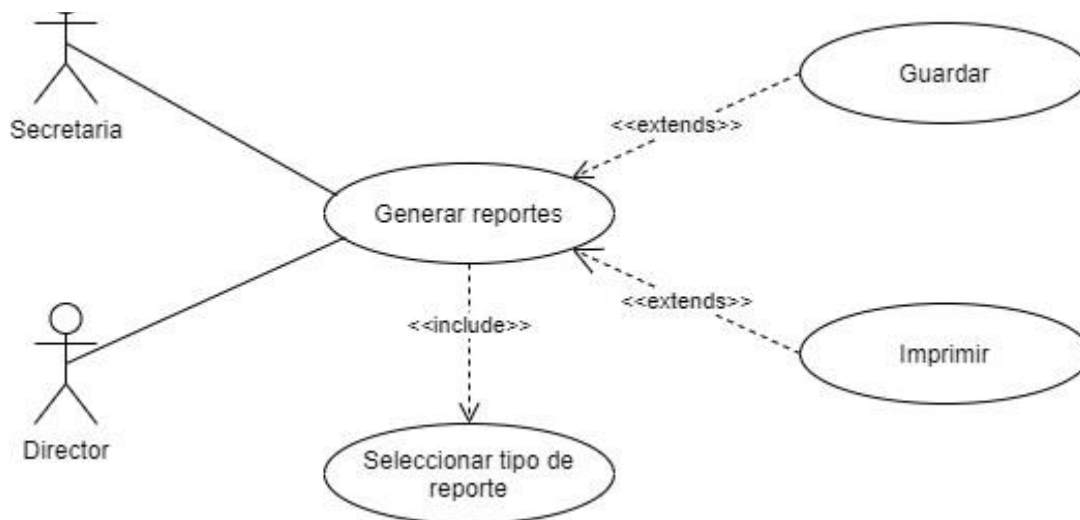 Guardar
Secretaria
<<extends>>
Generar reportes
<<extends>>
<<include>>
Imprimir
Director
Seleccionar tipo de
reporte